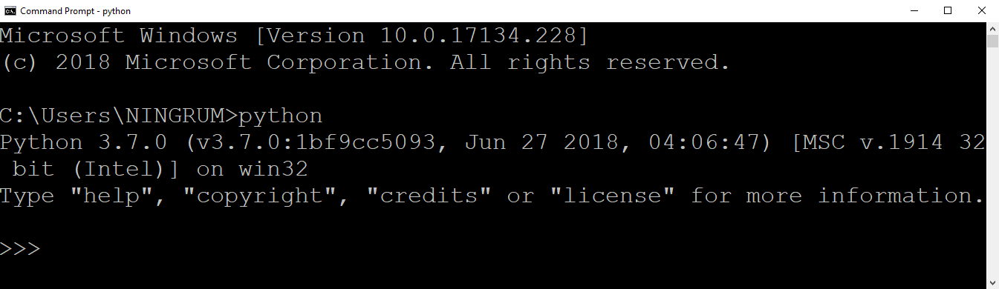 Command Prompt - python
Microsoft Windows [Version 10.0.17134.228]
(c) 2018 Microsoft Corporation. All rights reserved.
C:\Users\NINGRUM>python
Python 3.7.0 (v3.7.0:1bf9cc5093, Jun 27 2018, 04:06:47) [MSC v.1914 32
 bit (Intel)] on win32
Type "help", "copyright", "credits" or "license" for more information.
>>>